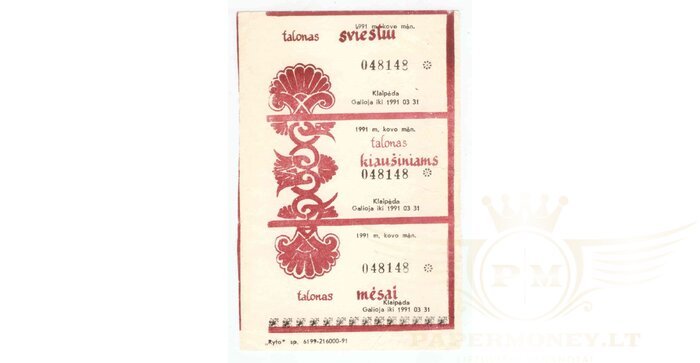 1991 m. kovo mėn.
talonas sviestui
048148
Klaipėda
Galioja iki 1991 03 31
1991 m. kovo mėn.
talonas
kiaušiniams
048148
Klaipėda
Galioja iki 1991 03 31
1991 m. kovo mėn.
048148
talonas mėsai
Klaipėda
Galioja iki 1991 03 31
„Ryto" sp. 6199-216000-91
PM
PAPERMONEY.LT